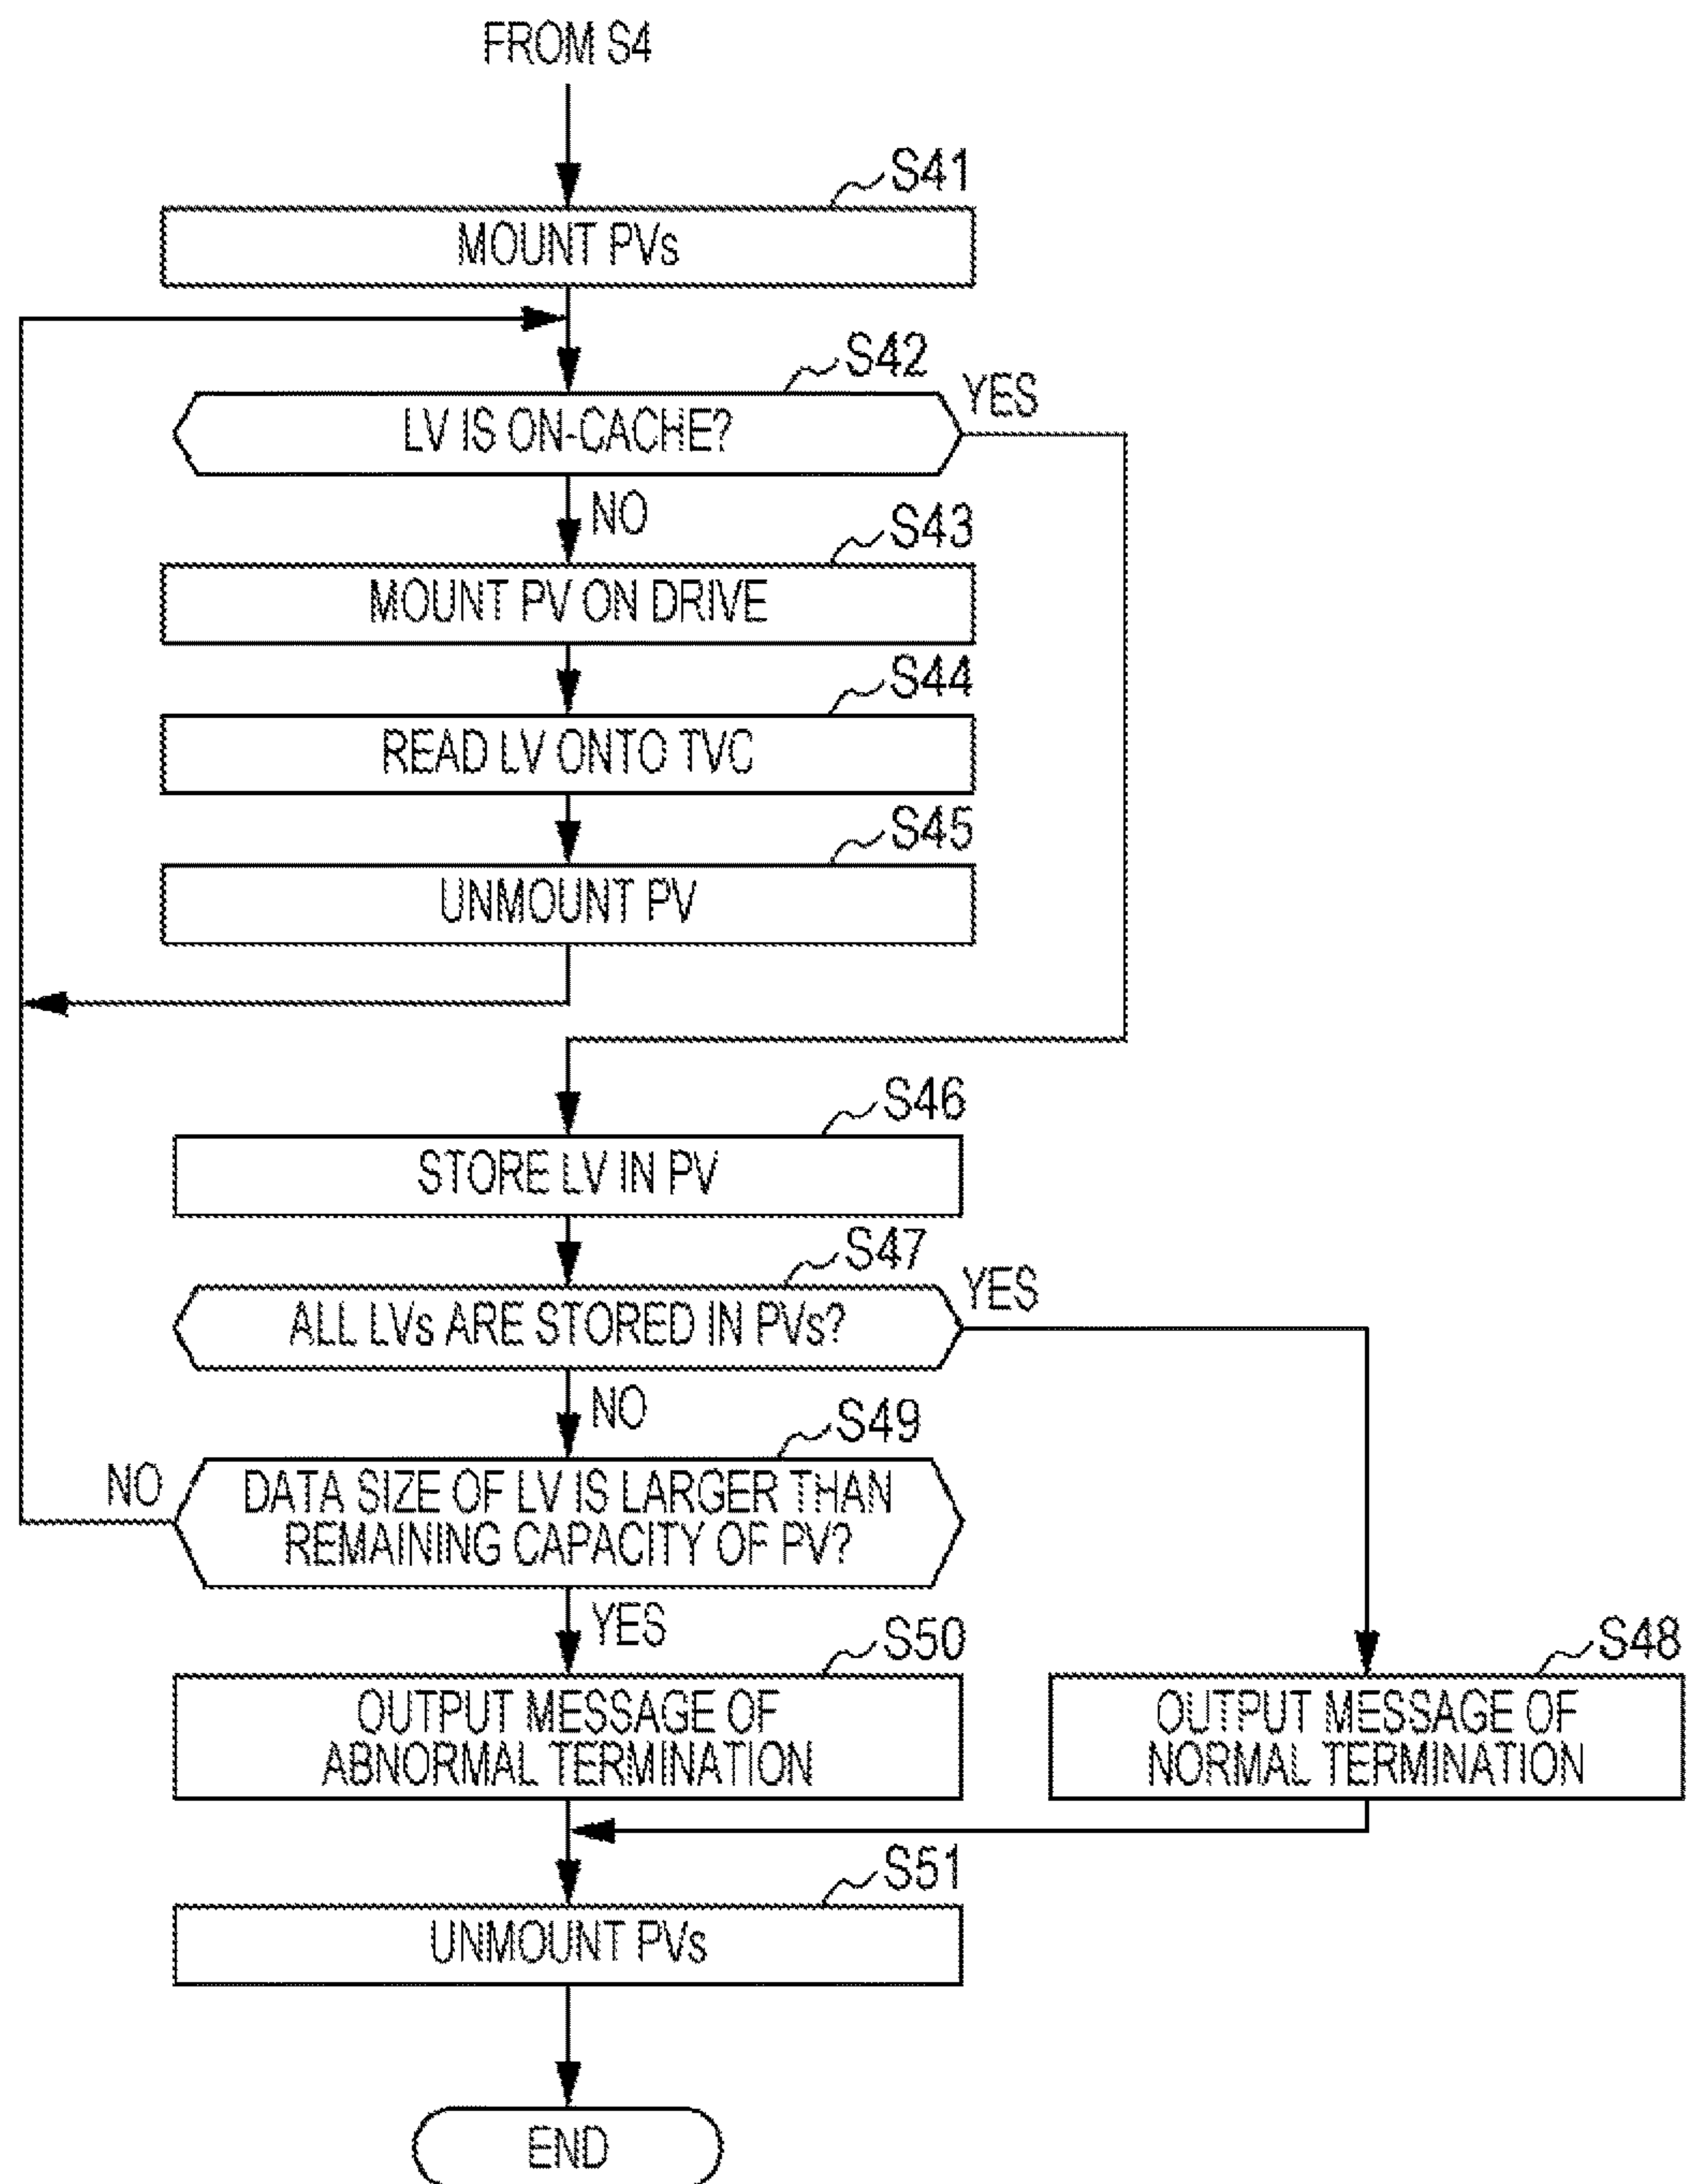 FROM S4
S41
MOUNT PVs
S42
LV IS ON-CACHE?
YES
NO
S43
MOUNT PV ON DRIVE
S44
READ LV ONTO TVC
S45
UNMOUNT PV
S46
STORE LV IN PV
S47
ALL LVs ARE STORED IN PVs?
YES
NO
S49
NO
DATA SIZE OF LV IS LARGER THAN
REMAINING CAPACITY OF PV?
YES
S50
OUTPUT MESSAGE OF
ABNORMAL TERMINATION
S48
OUTPUT MESSAGE OF
NORMAL TERMINATION
S51
UNMOUNT PVs
END